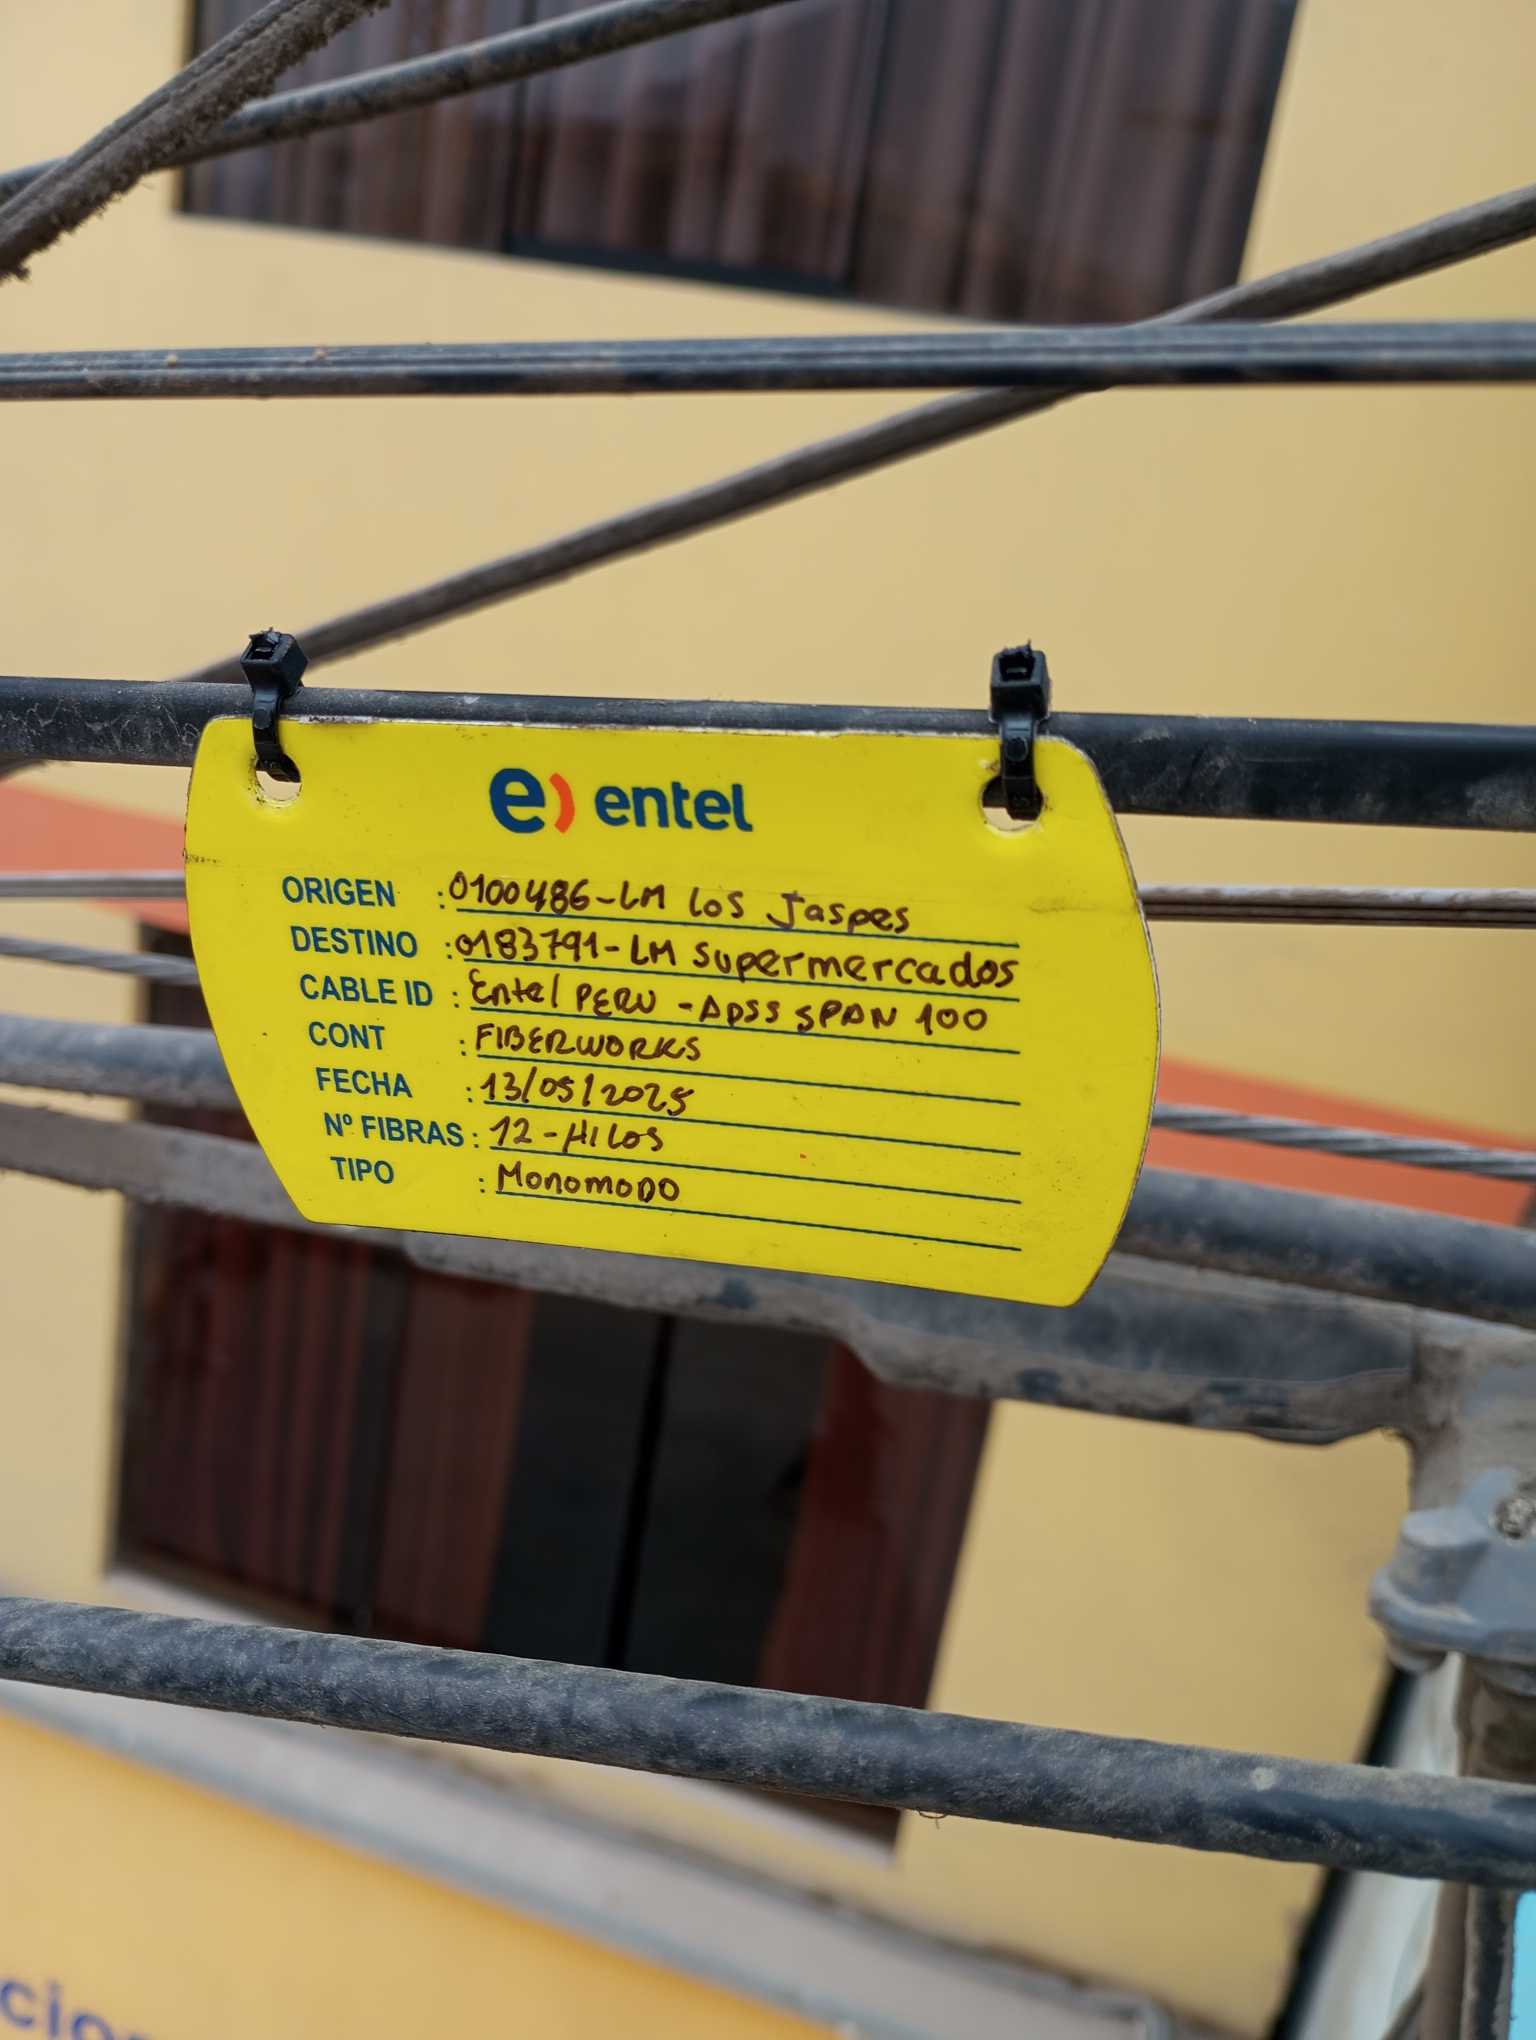 e) entel
ORIGEN : 0100486-LM Los Jaspes
DESTINO : 0183791-LM Supermercados
CABLE ID : Entel PERU - ADSS SPAN 100
CONT : FIBERWORKS
FECHA : 13/05/2025
Nº FIBRAS : 12-HILOS
TIPO : MONOMODO